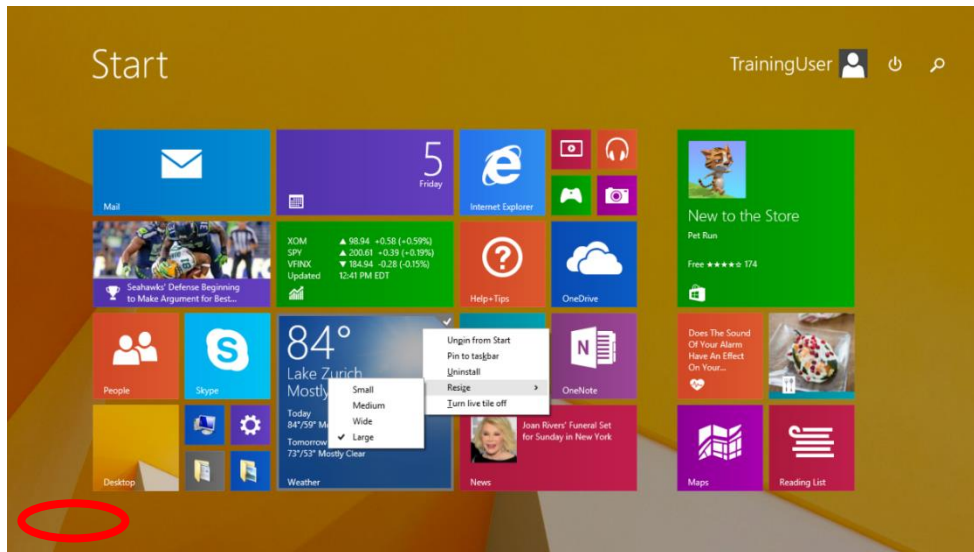 Start
TrainingUser
Mail
5
Friday
Internet Explorer
New to the Store
Pet Run
Free ★★★★☆ 174
Seahawks' Defense Beginning
to Make Argument for Best...
XOM ▲ 98.94 +0.58 (+0.59%)
SPY ▲ 200.61 +0.39 (+0.19%)
VFINX ▼ 184.94 -0.28 (-0.15%)
Updated 12:41 PM EDT
Help+Tips
OneDrive
People
Skype
84°
Lake Zurich
Mostly
Today
84°/59° M
Tomorrow
73°/53° Mostly Clear
Weather
Unpin from Start
Pin to taskbar
Uninstall
Resize
Turn live tile off
Small
Medium
Wide
Large
OneNote
Does The Sound
Of Your Alarm
Have An Effect
On Your...
Desktop
Joan Rivers' Funeral Set
for Sunday in New York
News
Maps
Reading List